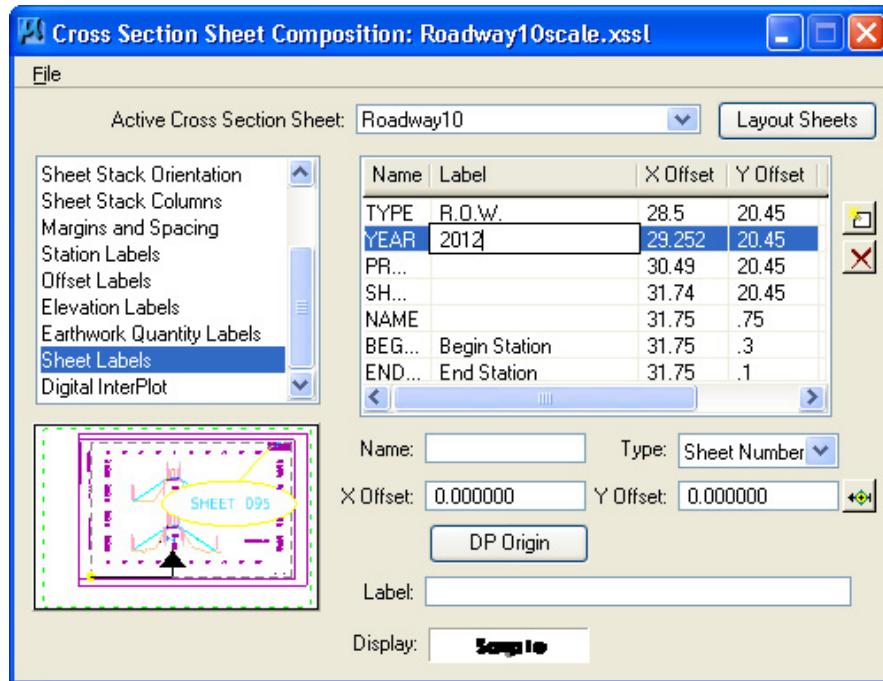 Cross Section Sheet Composition: Roadway10scale.xssl
File
Active Cross Section Sheet: Roadway10 Layout Sheets
Sheet Stack Orientation
Sheet Stack Columns
Margins and Spacing
Station Labels
Offset Labels
Elevation Labels
Earthwork Quantity Labels
Sheet Labels
Digital InterPlot
Name Label X Offset Y Offset
TYPE R.O.W. 28.5 20.45
YEAR 2012 29.252 20.45
PR... 30.49 20.45
SH... 31.74 20.45
NAME 31.75 .75
BEG... Begin Station 31.75 .3
END... End Station 31.75 .1
SHEET 095
Name: Type: Sheet Number
X Offset: 0.000000 Y Offset: 0.000000
DP Origin
Label:
Display: Sample